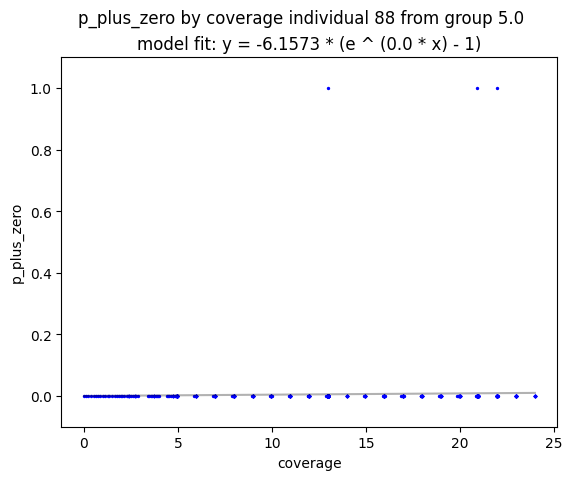 p_plus_zero by coverage individual 88 from group 5.0
model fit: y = -6.1573 * (e ^ (0.0 * x) - 1)
1.0
0.8
0.6
0.4
0.2
0.0
p_plus_zero
0 5 10 15 20 25
coverage